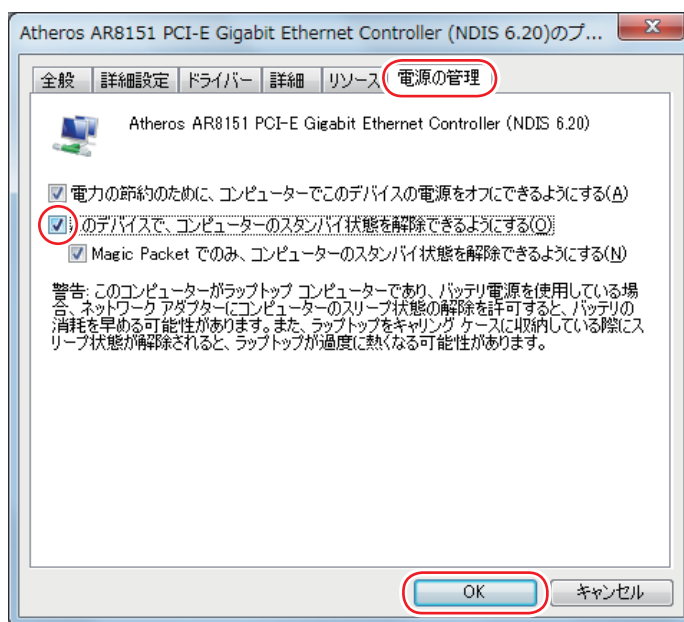 Atheros AR8151 PCI-E Gigabit Ethernet Controller (NDIS 6.20)のプ...
全般 詳細設定 ドライバー 詳細 リソース 電源の管理
Atheros AR8151 PCI-E Gigabit Ethernet Controller (NDIS 6.20)
電力の節約のために、コンピューターでこのデバイスの電源をオフにできるようにする(A)
のデバイスで、コンピューターのスタンバイ状態を解除できるようにする(O)
Magic Packet でのみ、コンピューターのスタンバイ状態を解除できるようにする(N)
警告: このコンピューターがラップトップ コンピューターであり、バッテリ電源を使用している場
合、ネットワーク アダプターにコンピューターのスリープ状態の解除を許可すると、バッテリの
消耗を早める可能性があります。また、ラップトップをキャリング ケースに収納している際にス
リープ状態が解除されると、ラップトップが過度に熱くなる可能性があります。
OK キャンセル